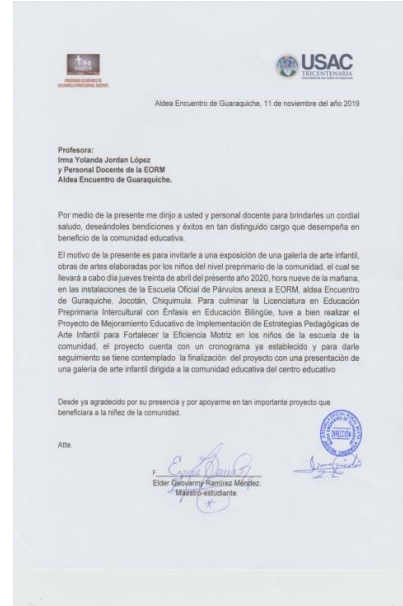 PROGRAMA ACADÉMICO DE
DESARROLLO PROFESIONAL DOCENTE
USAC
TRICENTENARIA
Aldea Encuentro de Guaraquiche, 11 de noviembre del año 2019
Profesora:
Irma Yolanda Jordan López
y Personal Docente de la EORM
Aldea Encuentro de Guaraquiche.
Por medio de la presente me dirijo a usted y personal docente para brindarles un cordial
saludo, deseándoles bendiciones y éxitos en tan distinguido cargo que desempeña en
beneficio de la comunidad educativa.
El motivo de la presente es para invitarle a una exposición de una galería de arte infantil,
obras de artes elaboradas por los niños del nivel preprimario de la comunidad, el cual se
llevará a cabo día jueves treinta de abril del presente año 2020, hora nueve de la mañana,
en las instalaciones de la Escuela Oficial de Párvulos anexa a EORM, aldea Encuentro
de Guraquiche, Jocotán, Chiquimula. Para culminar la Licenciatura en Educación
Preprimaria Intercultural con Énfasis en Educación Bilingüe, tuve a bien realizar el
Proyecto de Mejoramiento Educativo de Implementación de Estrategias Pedagógicas de
Arte Infantil para Fortalecer la Eficiencia Motriz en los niños de la escuela de la
comunidad, el proyecto cuenta con un cronograma ya establecido y para darle
seguimiento se tiene contemplado la finalización del proyecto con una presentación de
una galería de arte infantil dirigida a la comunidad educativa del centro educativo
Desde ya agradecido por su presencia y por apoyarme en tan importante proyecto que
beneficiara a la niñez de la comunidad.
Atte.
DIRECCIÓN
F.
Elder Geovanny Ramírez Méndez.
Maestro-estudiante.